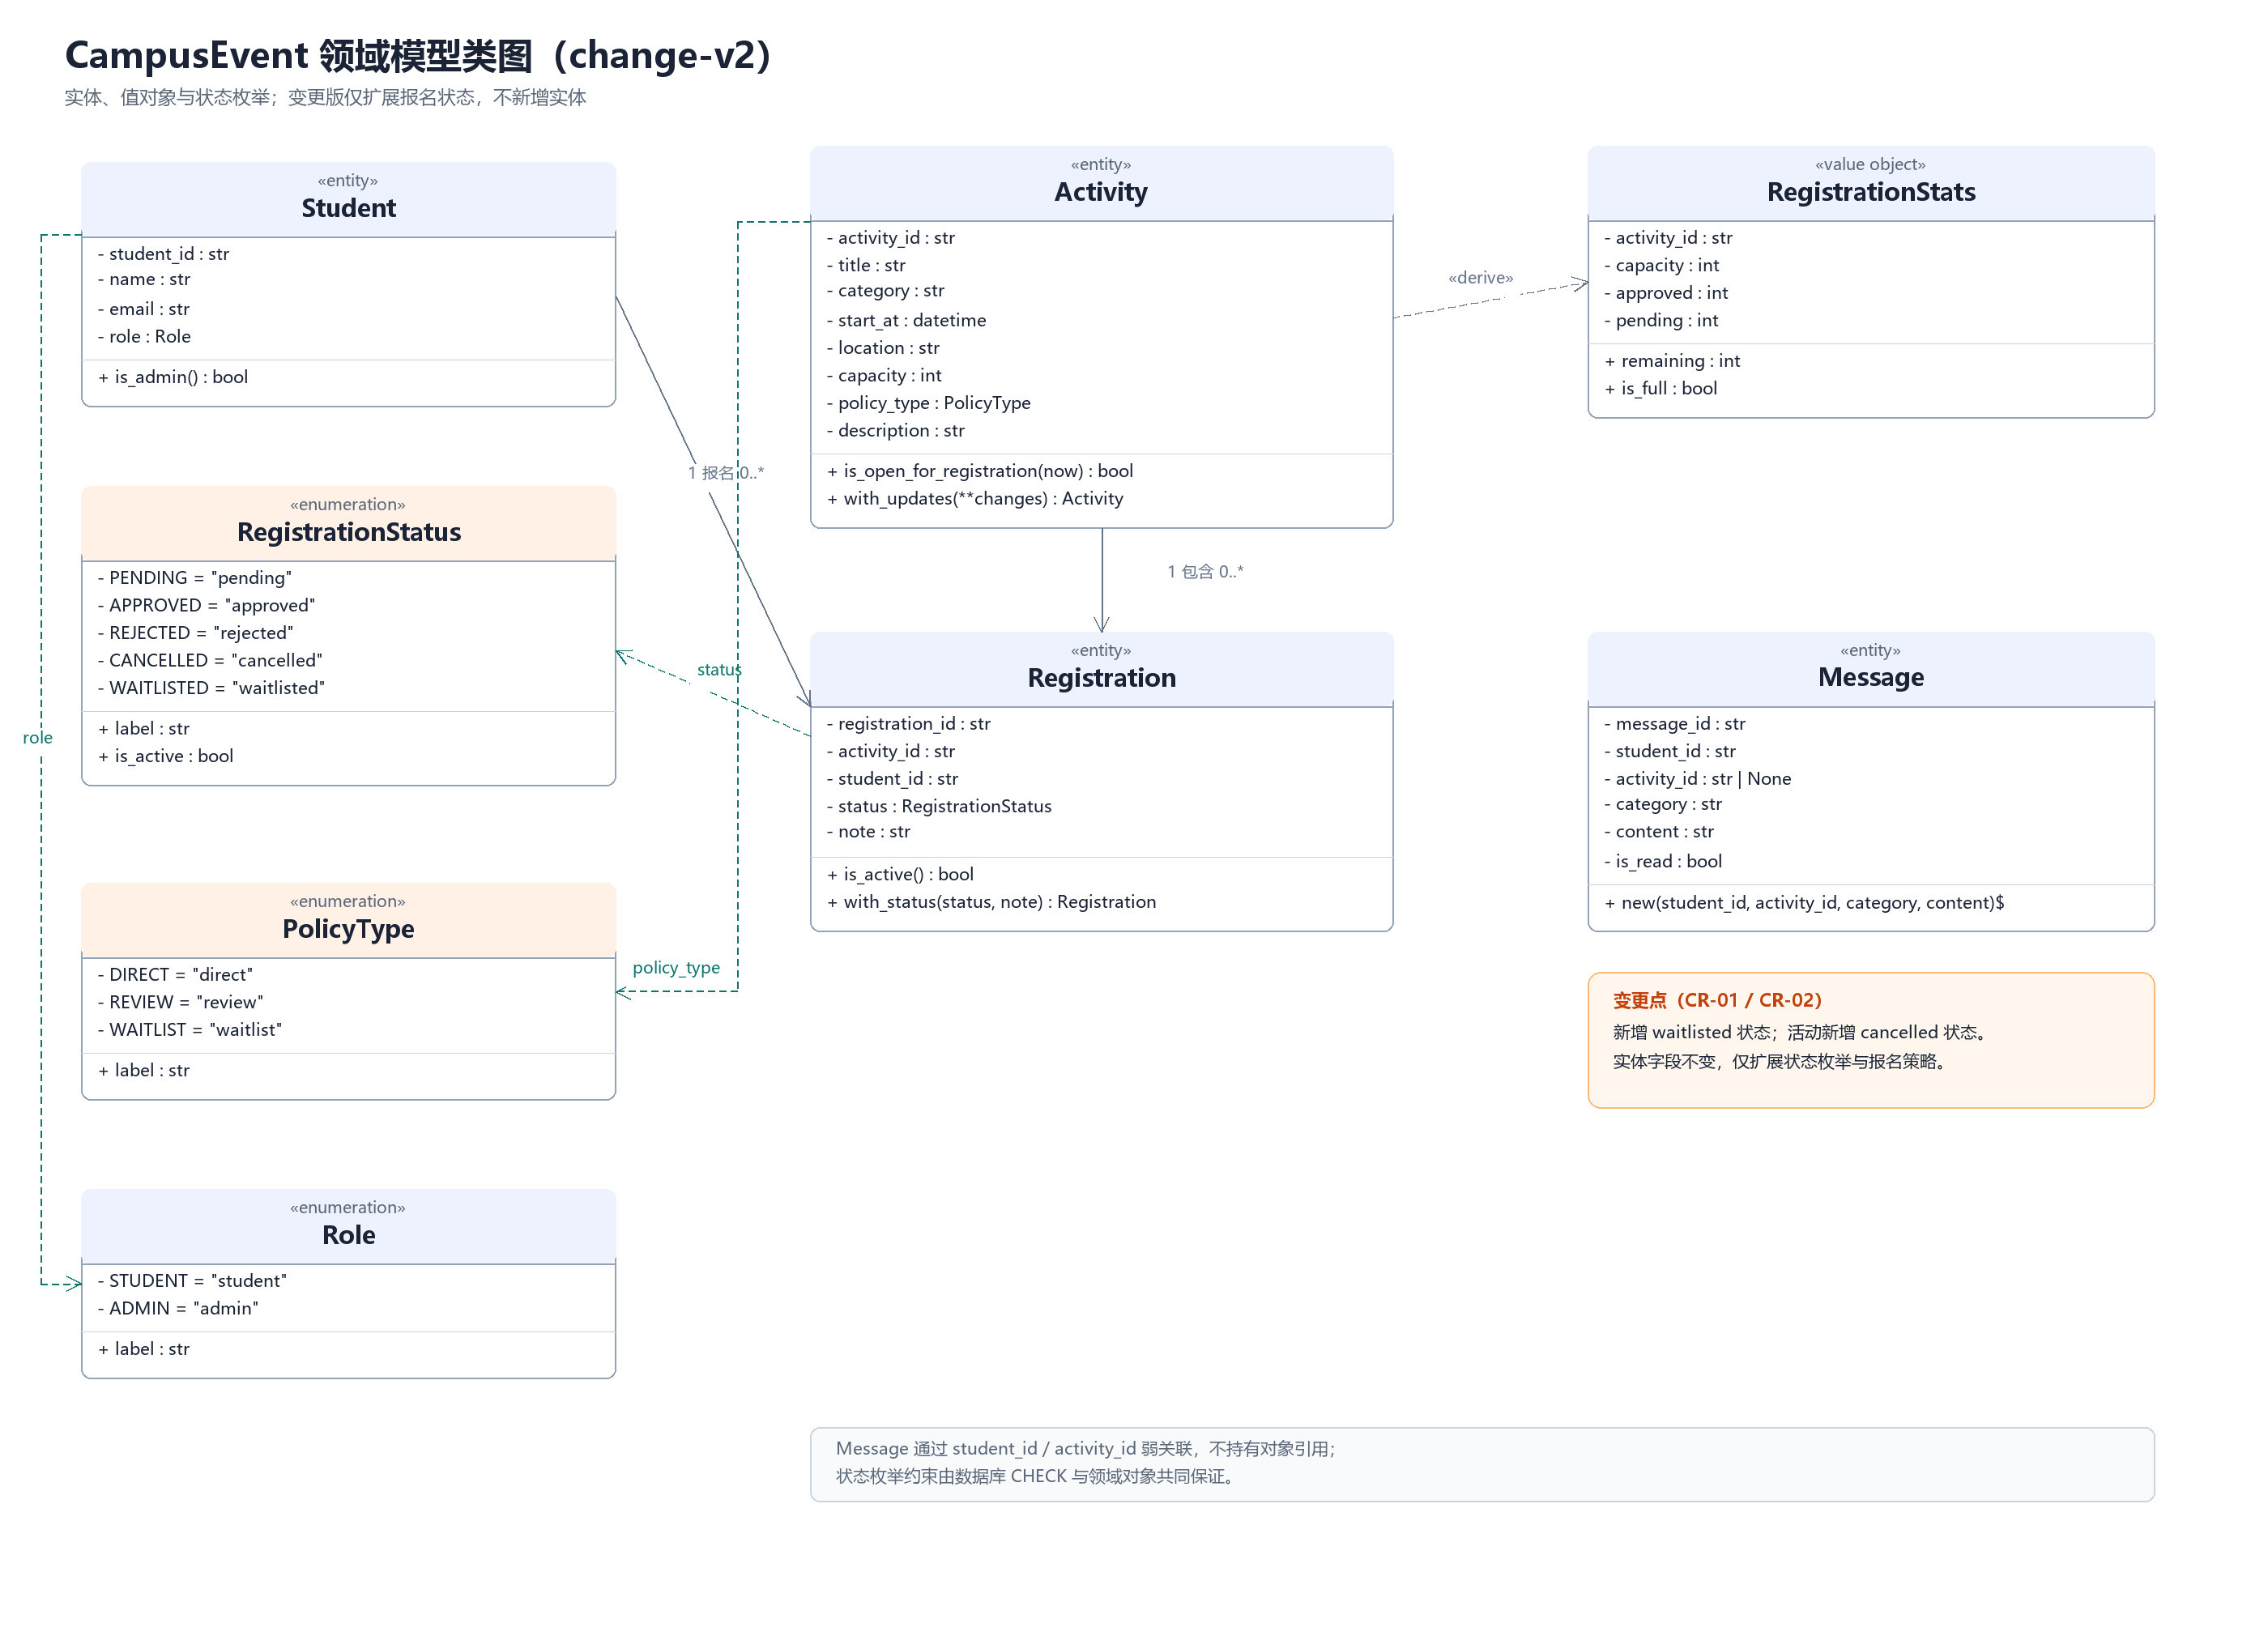 CampusEvent 领域模型类图（change-v2）
实体、值对象与状态枚举；变更版仅扩展报名状态，不新增实体
«entity»
Student
- student_id : str
- name : str
- email : str
- role : Role
+ is_admin() : bool
«entity»
Activity
- activity_id : str
- title : str
- category : str
- start_at : datetime
- location : str
- capacity : int
- policy_type : PolicyType
- description : str
+ is_open_for_registration(now) : bool
+ with_updates(**changes) : Activity
«derive»
«value object»
RegistrationStats
- activity_id : str
- capacity : int
- approved : int
- pending : int
+ remaining : int
+ is_full : bool
1 报名 0..*
«enumeration»
RegistrationStatus
- PENDING = "pending"
- APPROVED = "approved"
- REJECTED = "rejected"
- CANCELLED = "cancelled"
- WAITLISTED = "waitlisted"
+ label : str
+ is_active : bool
1 包含 0..*
status
role
«entity»
Registration
- registration_id : str
- activity_id : str
- student_id : str
- status : RegistrationStatus
- note : str
+ is_active() : bool
+ with_status(status, note) : Registration
«entity»
Message
- message_id : str
- student_id : str
- activity_id : str | None
- category : str
- content : str
- is_read : bool
+ new(student_id, activity_id, category, content)$
«enumeration»
PolicyType
- DIRECT = "direct"
- REVIEW = "review"
- WAITLIST = "waitlist"
+ label : str
policy_type
变更点（CR-01 / CR-02）
新增 waitlisted 状态；活动新增 cancelled 状态。
实体字段不变，仅扩展状态枚举与报名策略。
«enumeration»
Role
- STUDENT = "student"
- ADMIN = "admin"
+ label : str
Message 通过 student_id / activity_id 弱关联，不持有对象引用；
状态枚举约束由数据库 CHECK 与领域对象共同保证。